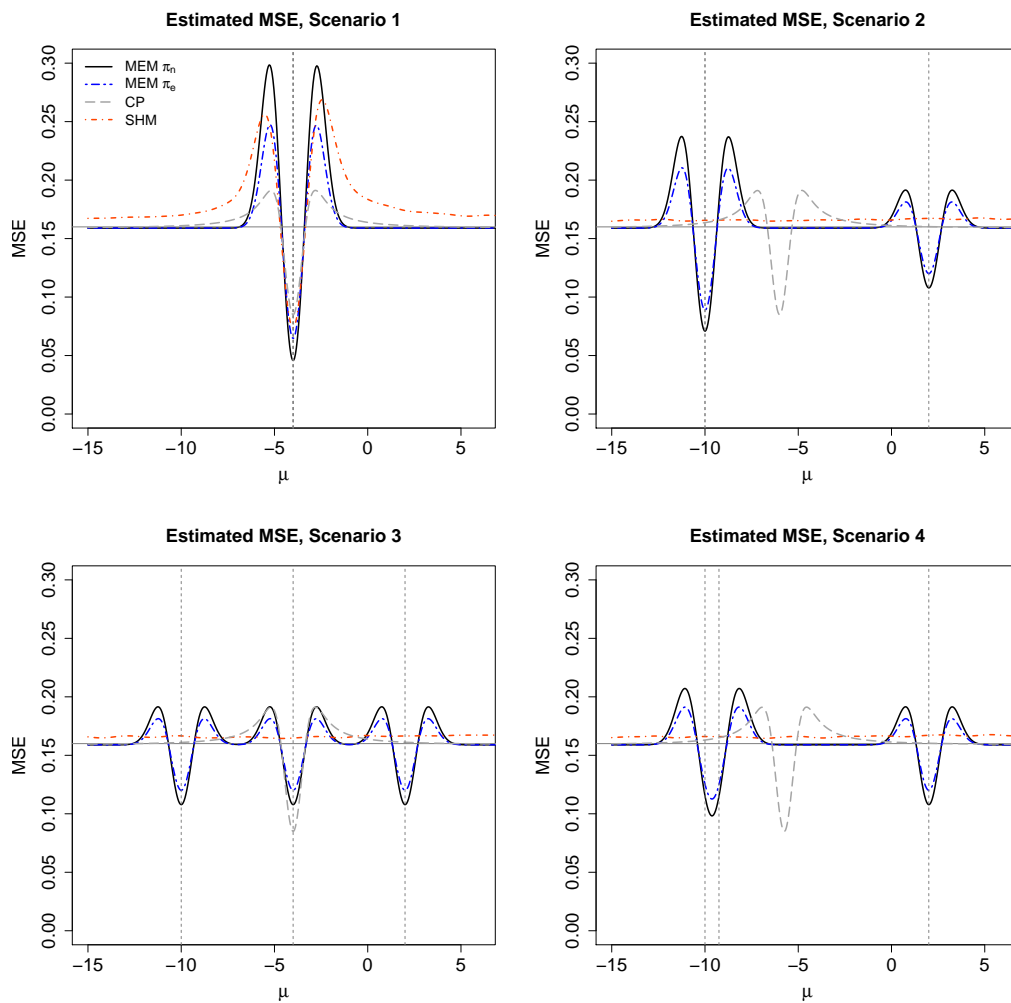 Estimated MSE, Scenario 1
0.30
0.25
0.20
0.15
0.10
0.05
0.00
MSE
MEM πn
MEM πe
CP
SHM
−15 −10 −5 0 5
μ
Estimated MSE, Scenario 2
0.30
0.25
0.20
0.15
0.10
0.05
0.00
MSE
−15 −10 −5 0 5
μ
Estimated MSE, Scenario 3
0.30
0.25
0.20
0.15
0.10
0.05
0.00
MSE
−15 −10 −5 0 5
μ
Estimated MSE, Scenario 4
0.30
0.25
0.20
0.15
0.10
0.05
0.00
MSE
−15 −10 −5 0 5
μ